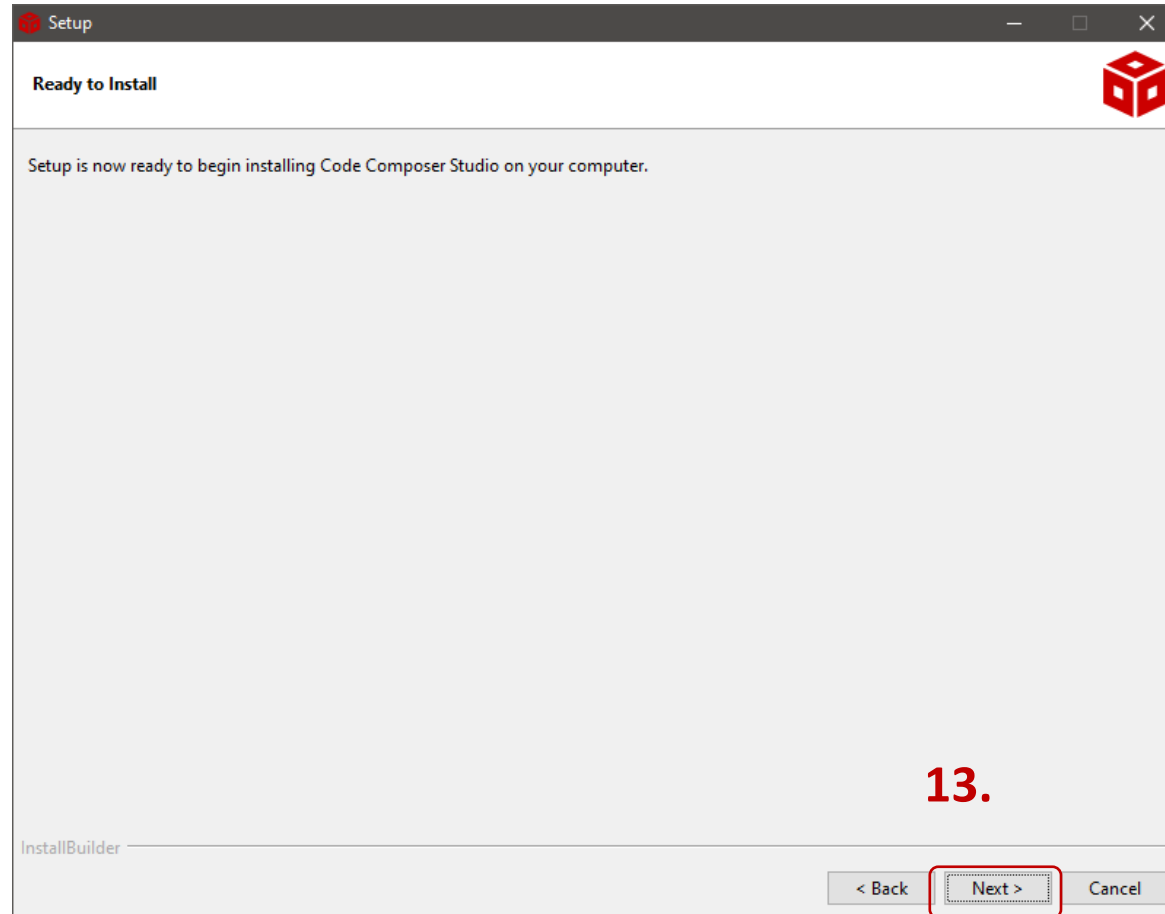 Setup
Ready to Install
Setup is now ready to begin installing Code Composer Studio on your computer.
13.
InstallBuilder
< Back Next > Cancel